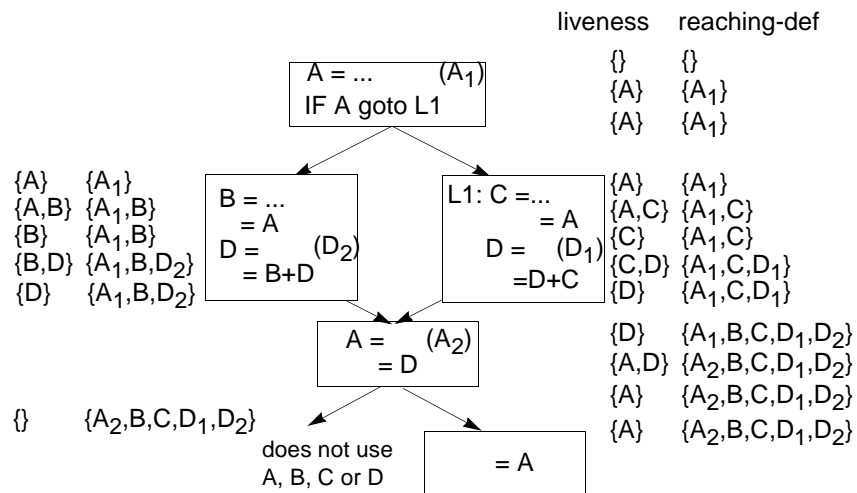 liveness reaching-def
{} {}
A = ... (A1) {A} {A1}
IF A goto L1 {A} {A1}
{A} {A1}
{A,B} {A1,B}
{B} {A1,B}
{B,D} {A1,B,D2}
{D} {A1,B,D2}
B = ...
= A
D = (D2)
= B+D
L1: C =...
= A
D = (D1)
=D+C
{A} {A1}
{A,C} {A1,C}
{C} {A1,C}
{C,D} {A1,C,D1}
{D} {A1,C,D1}
A = (A2)
= D
{D} {A1,B,C,D1,D2}
{A,D} {A2,B,C,D1,D2}
{A} {A2,B,C,D1,D2}
{A} {A2,B,C,D1,D2}
{} {A2,B,C,D1,D2}
does not use
A, B, C or D
= A